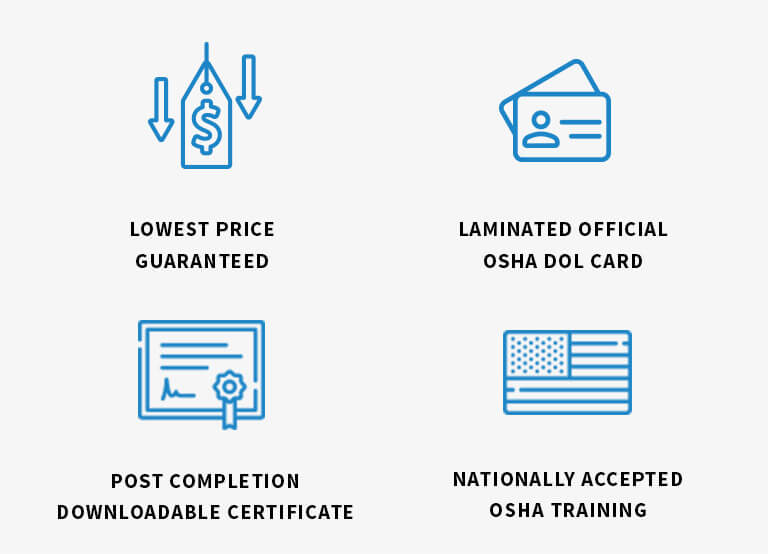 LOWEST PRICE
GUARANTEED
LAMINATED OFFICIAL
OSHA DOL CARD
POST COMPLETION
DOWNLOADABLE CERTIFICATE
NATIONALLY ACCEPTED
OSHA TRAINING